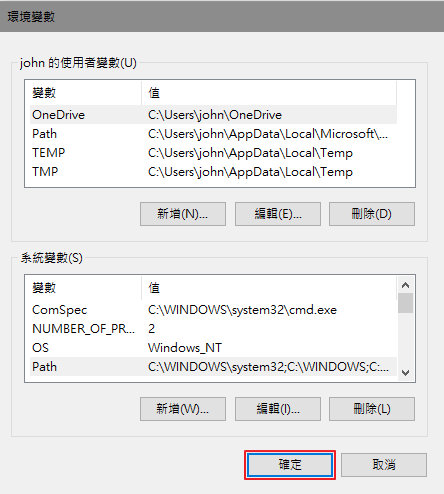 環境變數
john 的使用者變數(U)
變數 值
OneDrive C:\Users\john\OneDrive
Path C:\Users\john\AppData\Local\Microsoft\...
TEMP C:\Users\john\AppData\Local\Temp
TMP C:\Users\john\AppData\Local\Temp
新增(N)... 編輯(E)... 刪除(D)
系統變數(S)
變數 值
ComSpec C:\WINDOWS\system32\cmd.exe
NUMBER_OF_PR... 2
OS Windows_NT
Path C:\WINDOWS\system32;C:\WINDOWS;C:...
新增(W)... 編輯(I)... 刪除(L)
確定 取消